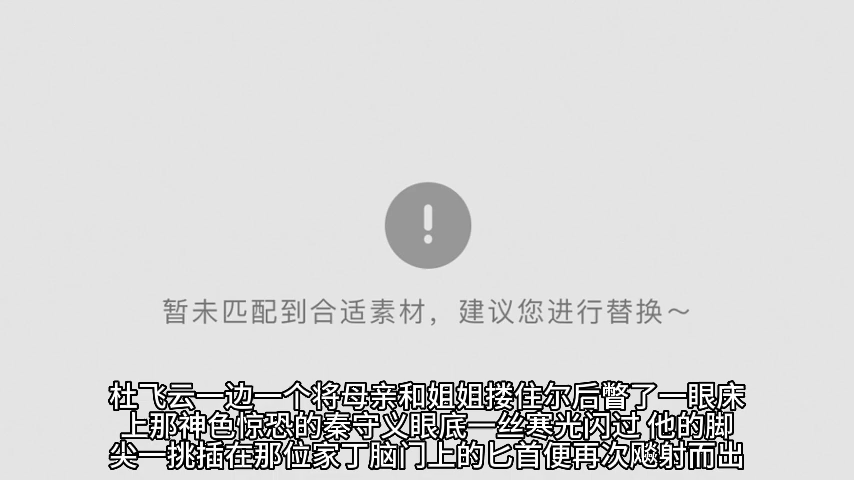 暂未匹配到合适素材，建议您进行替换～
杜飞云一边一个将母亲和姐姐搂住尔后瞥了一眼床
上那神色惊恐的秦守义眼底一丝寒光闪过 他的脚
尖一挑插在那位家丁脑门上的匕首便再次飚射而出